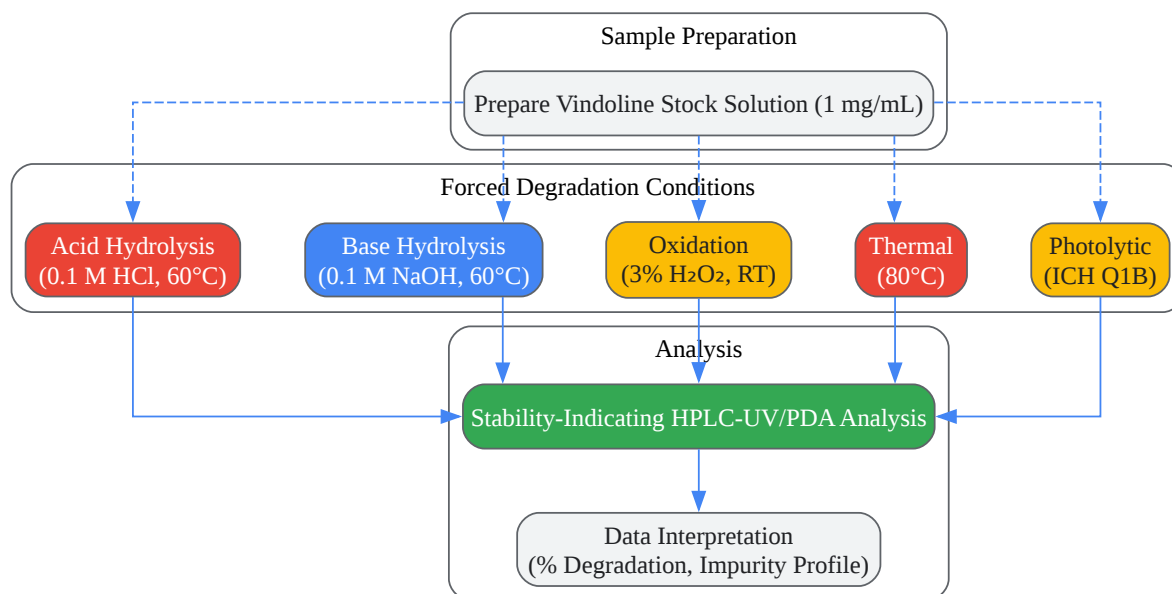 Sample Preparation
Prepare Vindoline Stock Solution (1 mg/mL)
Forced Degradation Conditions
Acid Hydrolysis
(0.1 M HCl, 60°C)
Base Hydrolysis
(0.1 M NaOH, 60°C)
Oxidation
(3% H₂O₂, RT)
Thermal
(80°C)
Photolytic
(ICH Q1B)
Analysis
Stability-Indicating HPLC-UV/PDA Analysis
Data Interpretation
(% Degradation, Impurity Profile)